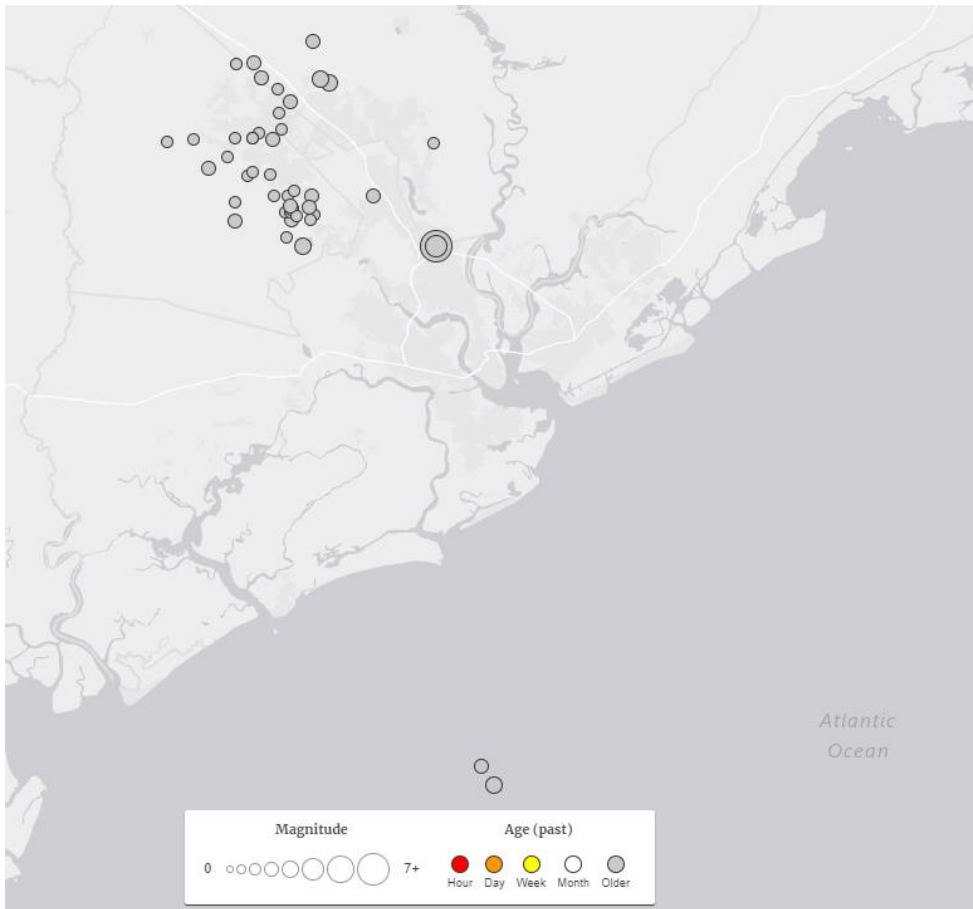 Atlantic
Ocean
Magnitude
0 7+
Age (past)
Hour Day Week Month Older